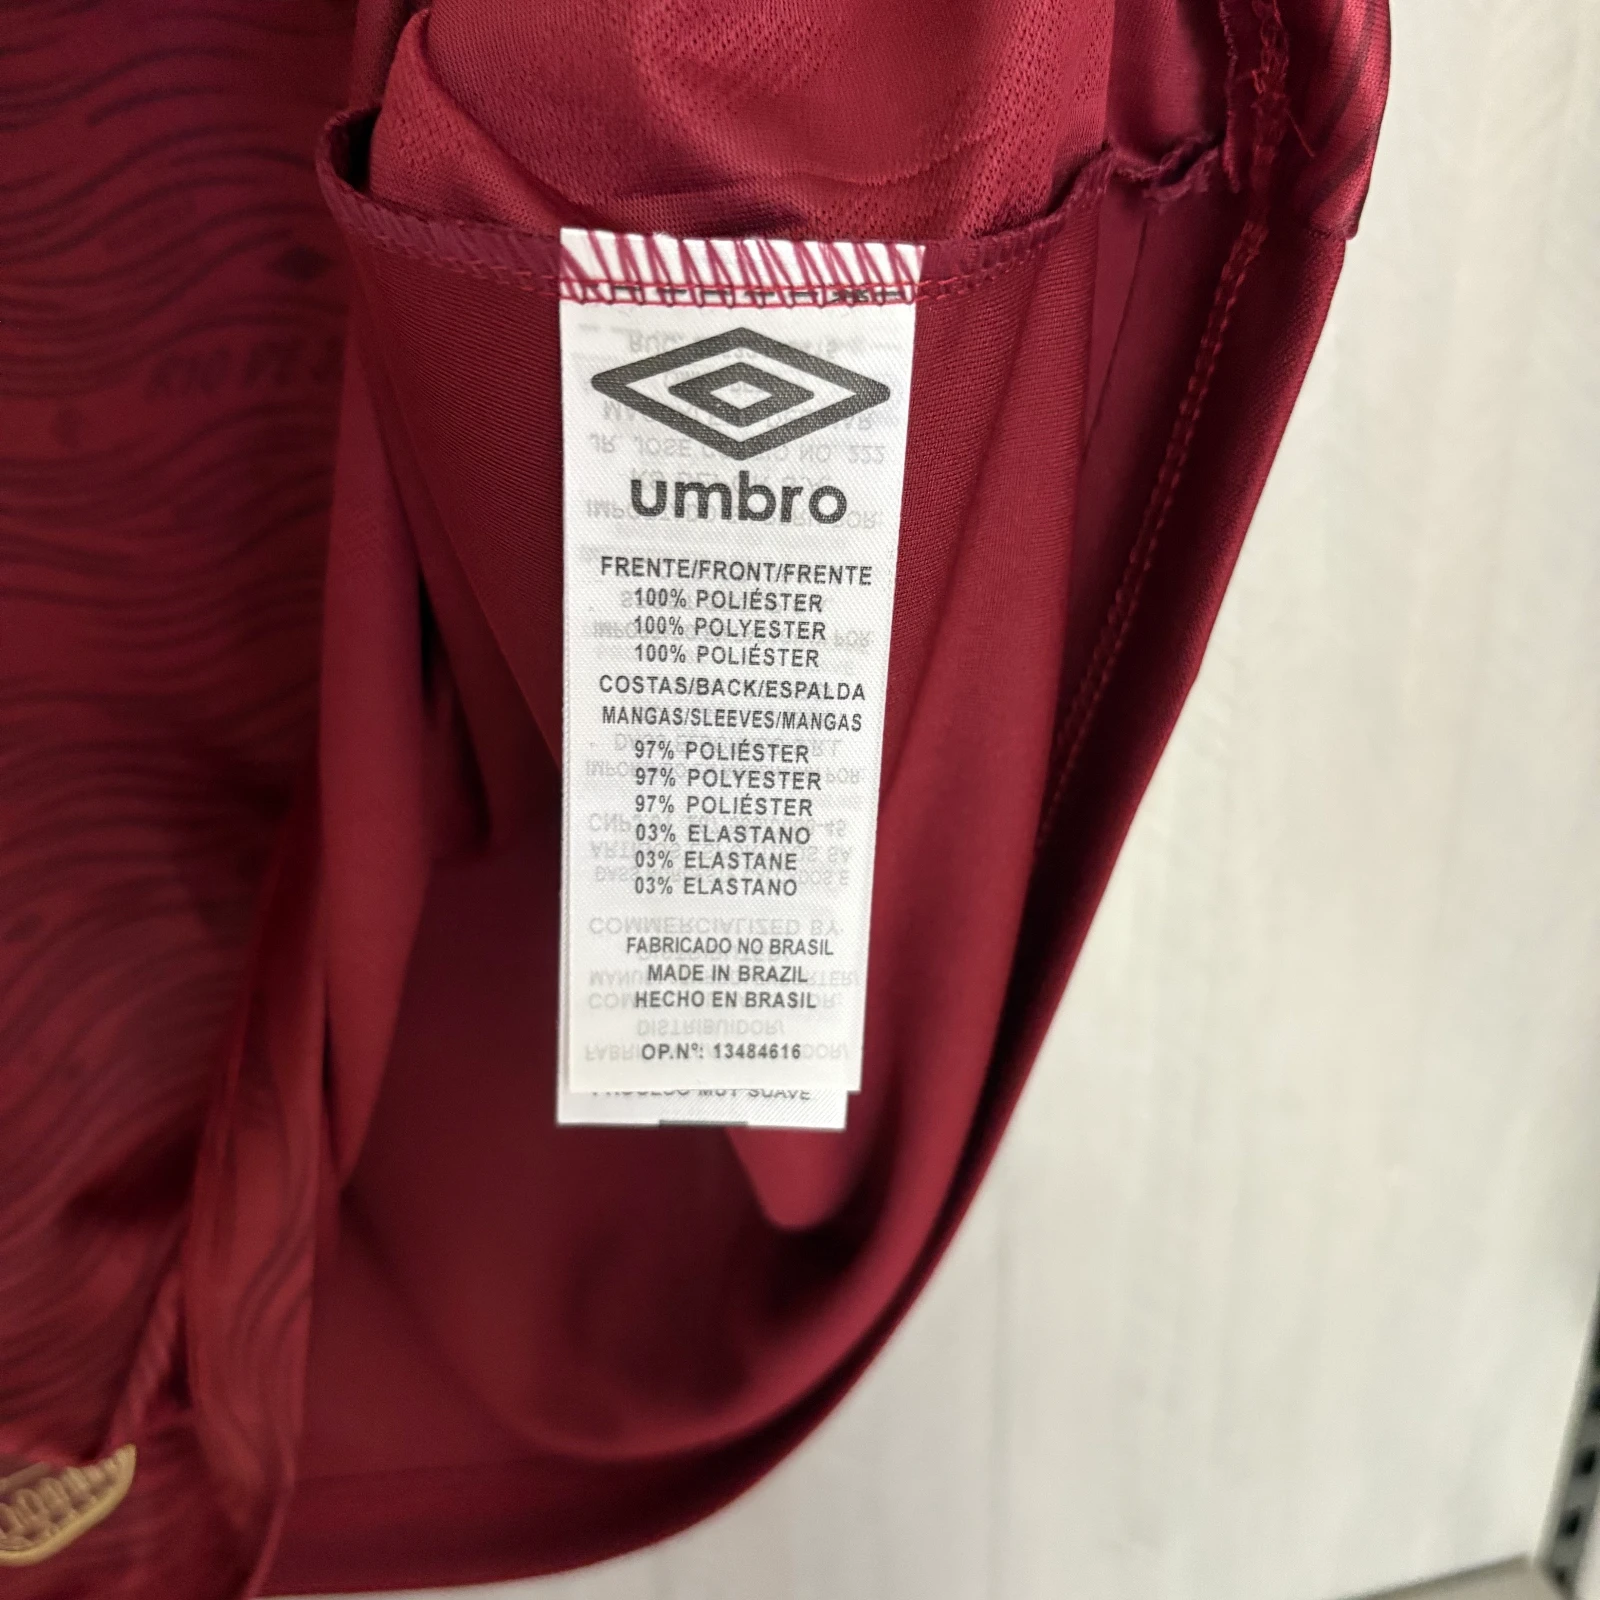 umbro
FRENTE/FRONT/FRENTE
100% POLIÉSTER
100% POLYESTER
100% POLIÉSTER
COSTAS/BACK/ESPALDA
MANGAS/SLEEVES/MANGAS
97% POLIÉSTER
97% POLYESTER
97% POLIÉSTER
03% ELASTANO
03% ELASTANE
03% ELASTANO
FABRICADO NO BRASIL
MADE IN BRAZIL
HECHO EN BRASIL
OP.Nº: 13484616
MUY SUAVE